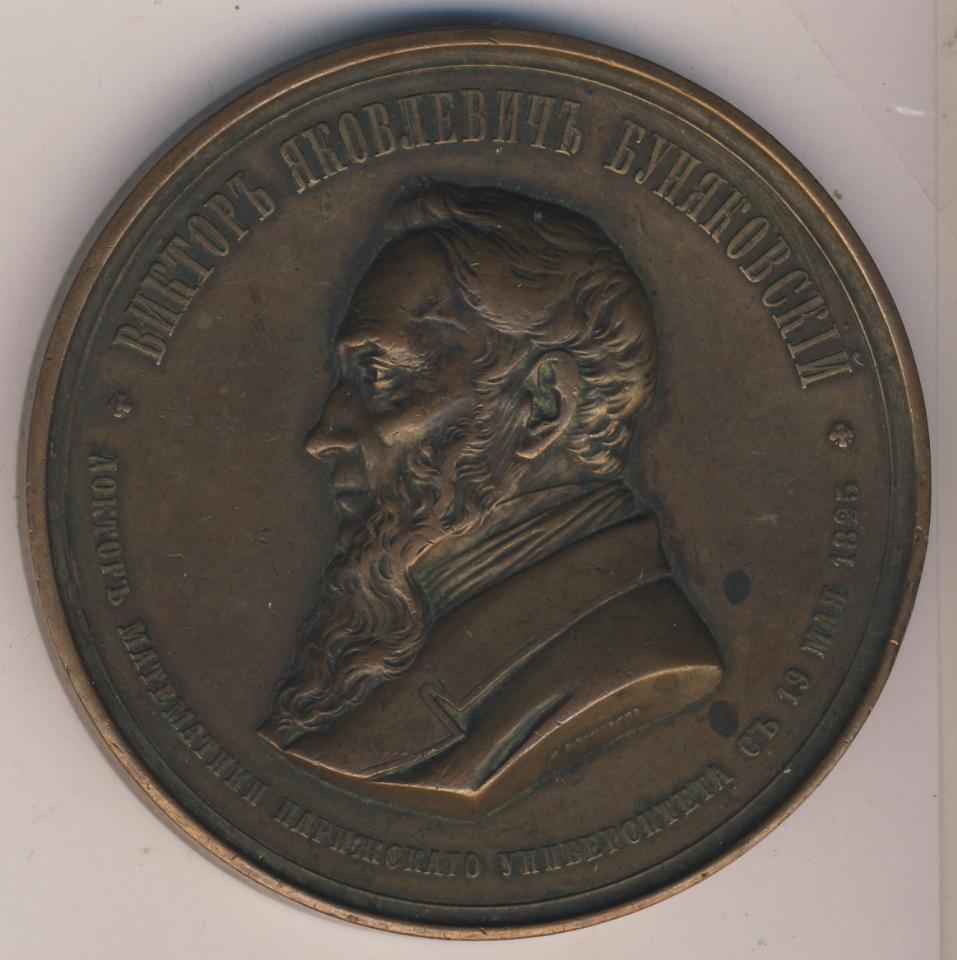 ВИКТОРЪ ЯКОВЛЕВИЧЪ БУНЯКОВСКІЙ
ДОКТОРЪ МАТЕМАТИКИ ПАРИЖСКАГО УНИВЕРСИТЕТА СЪ 19 МАЯ 1825